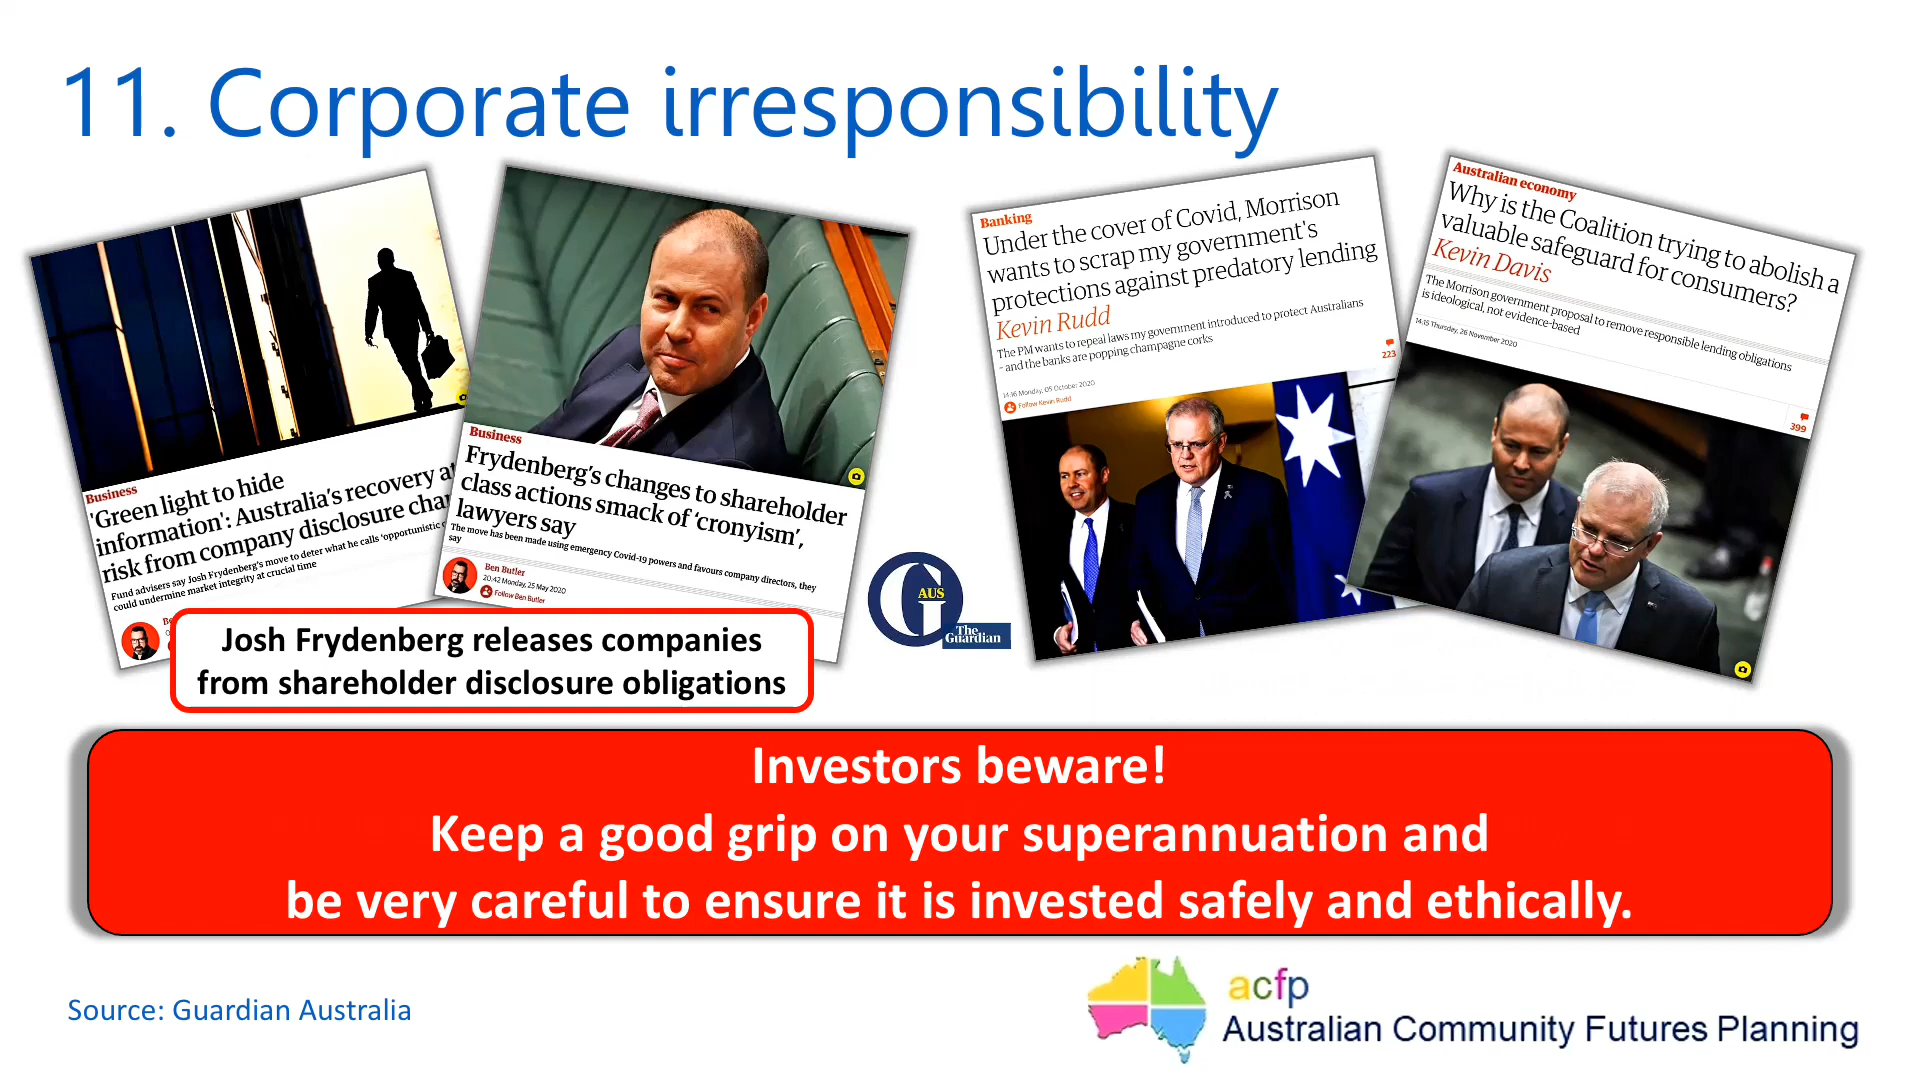 11. Corporate irresponsibility
Business
'Green light to hide
information': Australia's recovery at
risk from company disclosure
Fund advisers say Josh Frydenberg's move to deter what he calls 'opportunistic
could undermine market integrity at crucial time
Business
Frydenberg's changes to shareholder
class actions smack of 'cronyism',
lawyers say
The move has been made using emergency Covid-19 powers and favours company directors, they
say
Ben Butler
20:42 Monday, 25 May 2020
Follow Ben Butler
Josh Frydenberg releases companies
from shareholder disclosure obligations
AUS
The
Guardian
Banking
Under the cover of Covid, Morrison
wants to scrap my government's
protections against predatory lending
Kevin Rudd
The PM wants to repeal laws my government introduced to protect Australians
- and the banks are popping champagne corks
223
14:36 Monday, 05 October 2020
Follow Kevin Rudd
Australian economy
Why is the Coalition trying to abolish a
valuable safeguard for consumers?
Kevin Davis
The Morrison government proposal to remove responsible lending obligations
is ideological, not evidence-based
14:15 Thursday, 26 November 2020
399
Investors beware!
Keep a good grip on your superannuation and
be very careful to ensure it is invested safely and ethically.
Source: Guardian Australia
acfp
Australian Community Futures Planning